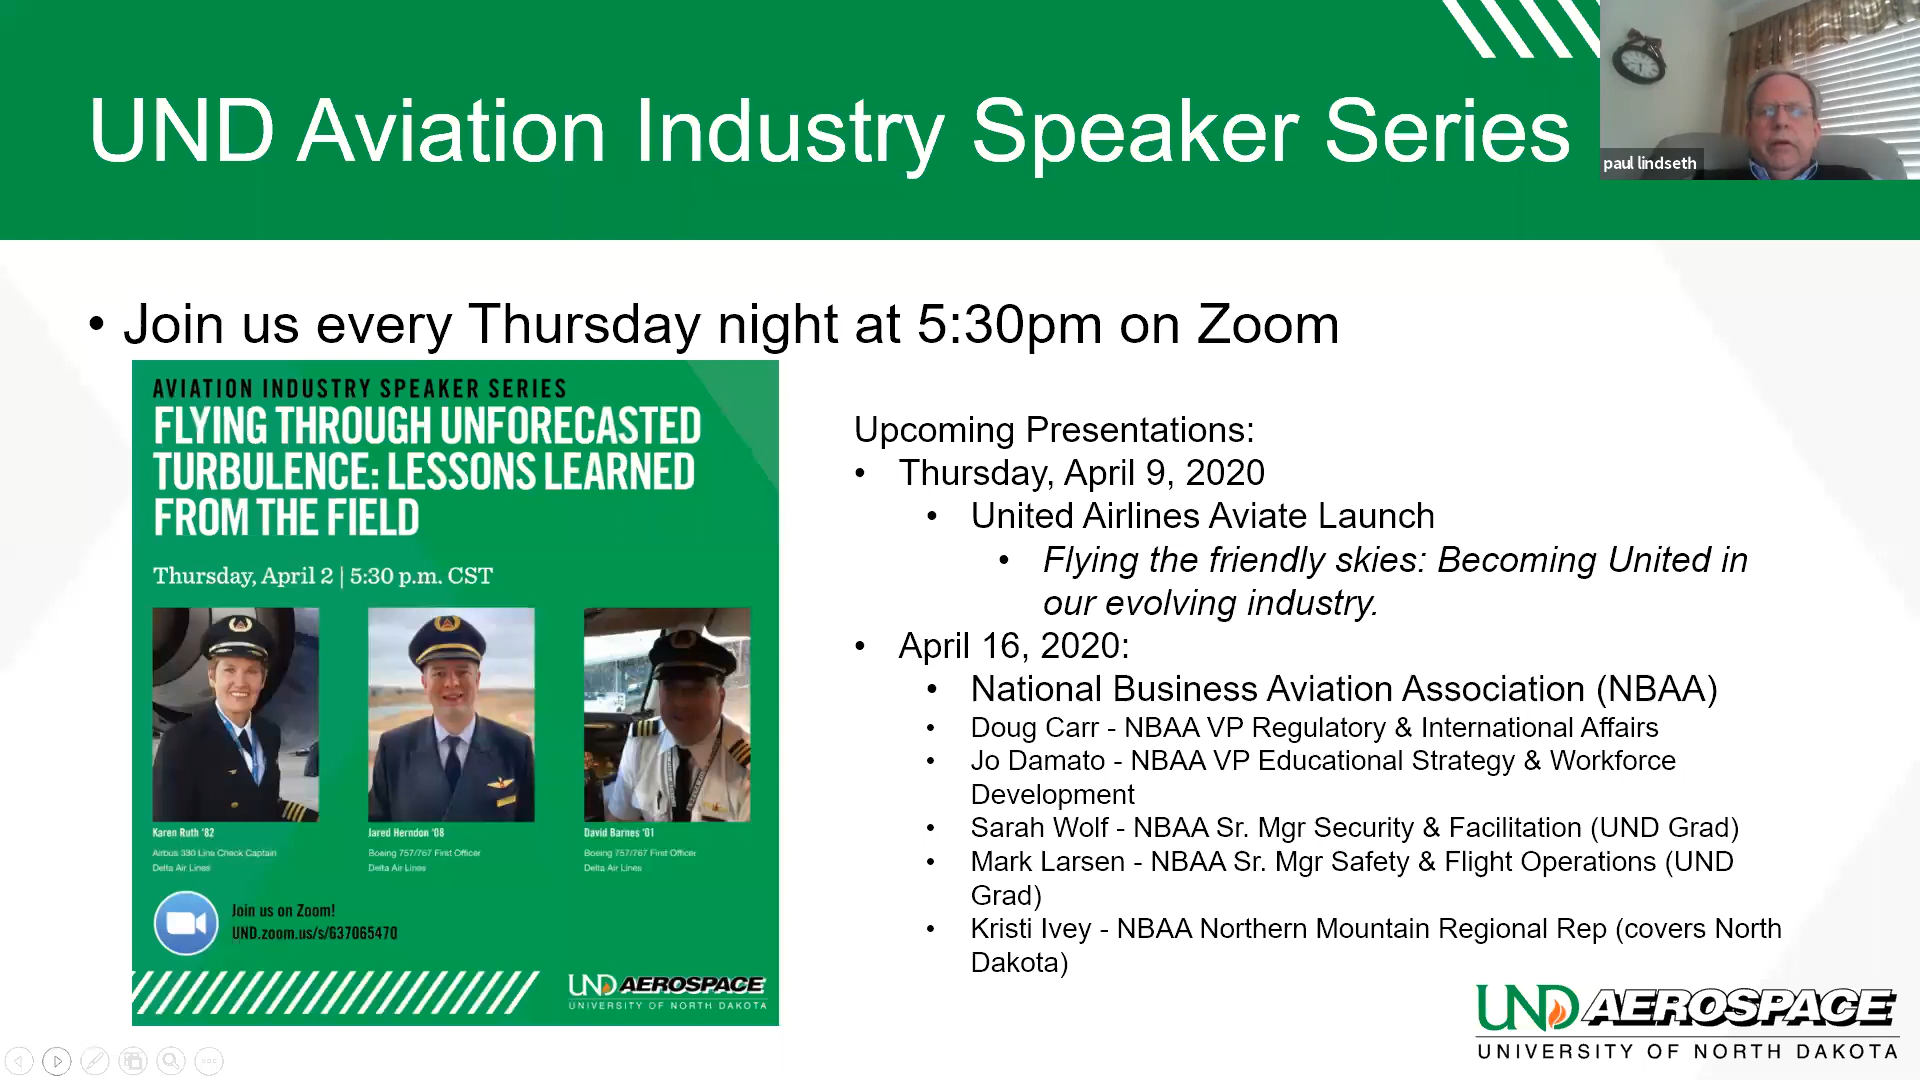 UND Aviation Industry Speaker Series
paul lindseth
• Join us every Thursday night at 5:30pm on Zoom
AVIATION INDUSTRY SPEAKER SERIES
FLYING THROUGH UNFORECASTED
TURBULENCE: LESSONS LEARNED
FROM THE FIELD
Thursday, April 2 | 5:30 p.m. CST
Karen Ruth '82
Airbus 330 Line Check Captain
Delta Air Lines
Jared Herndon '08
Boeing 757/767 First Officer
Delta Air Lines
David Barnes '01
Boeing 757/767 First Officer
Delta Air Lines
Join us on Zoom!
UND.zoom.us/s/637065470
UND AEROSPACE
UNIVERSITY OF NORTH DAKOTA
Upcoming Presentations:
• Thursday, April 9, 2020
• United Airlines Aviate Launch
• Flying the friendly skies: Becoming United in
our evolving industry.
• April 16, 2020:
• National Business Aviation Association (NBAA)
• Doug Carr - NBAA VP Regulatory & International Affairs
• Jo Damato - NBAA VP Educational Strategy & Workforce
Development
• Sarah Wolf - NBAA Sr. Mgr Security & Facilitation (UND Grad)
• Mark Larsen - NBAA Sr. Mgr Safety & Flight Operations (UND
Grad)
• Kristi Ivey - NBAA Northern Mountain Regional Rep (covers North
Dakota)
UND AEROSPACE
UNIVERSITY OF NORTH DAKOTA